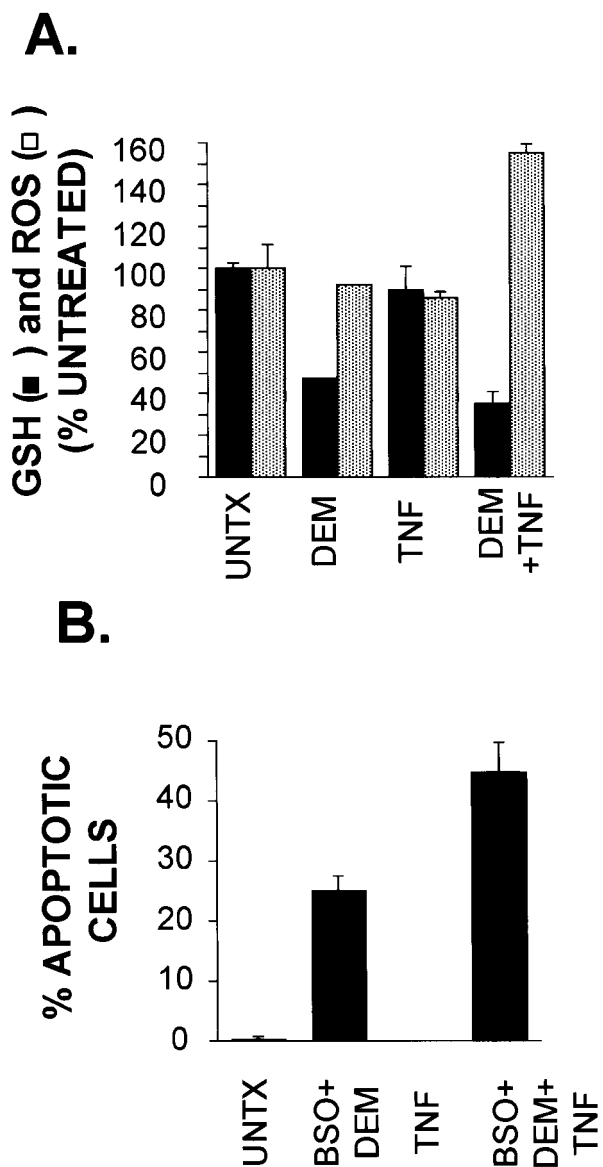 A.
GSH (■) and ROS (□)
(% UNTREATED)
160
140
120
100
80
60
40
20
0
UNTX
DEM
TNF
DEM
+TNF
B.
% APOPTOTIC
CELLS
50
40
30
20
10
0
UNTX
BSO+
DEM
TNF
BSO+
DEM+
TNF